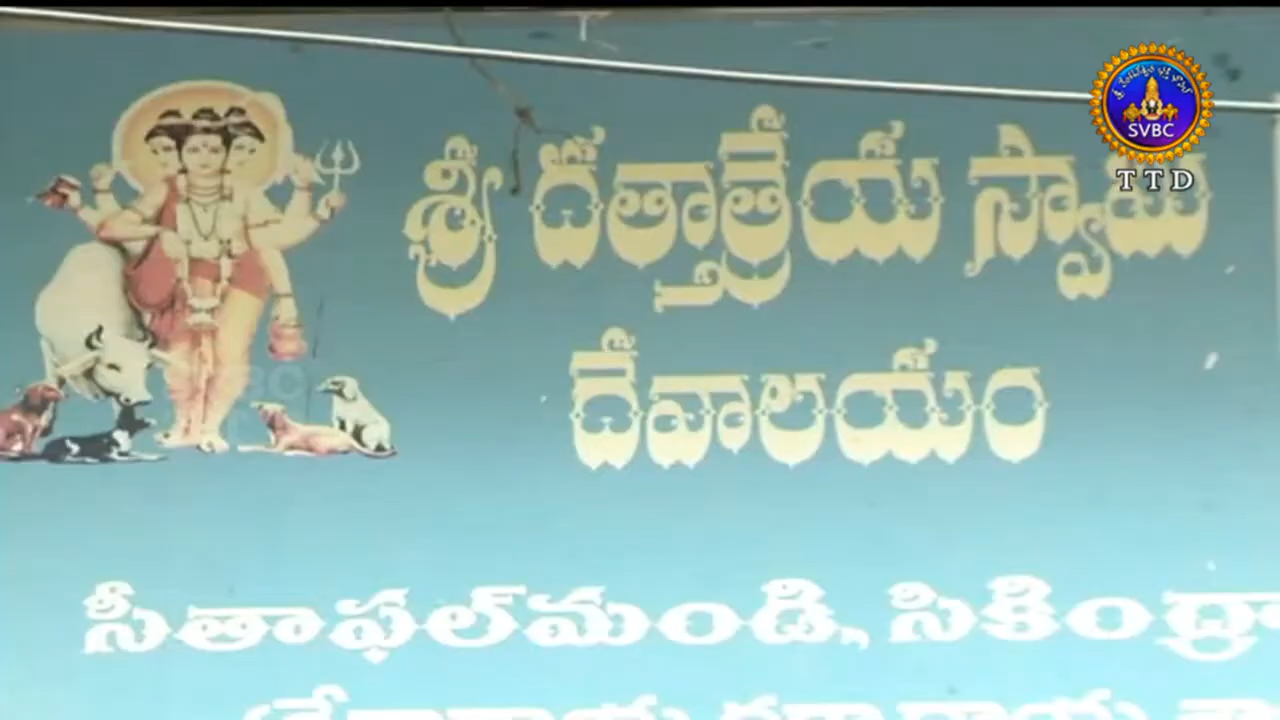 శ్రీ దత్తాత్రేయ స్వామి
దేవాలయం
సీతాఫల్‌మండి, సికింద్రా
SVBC
TTD